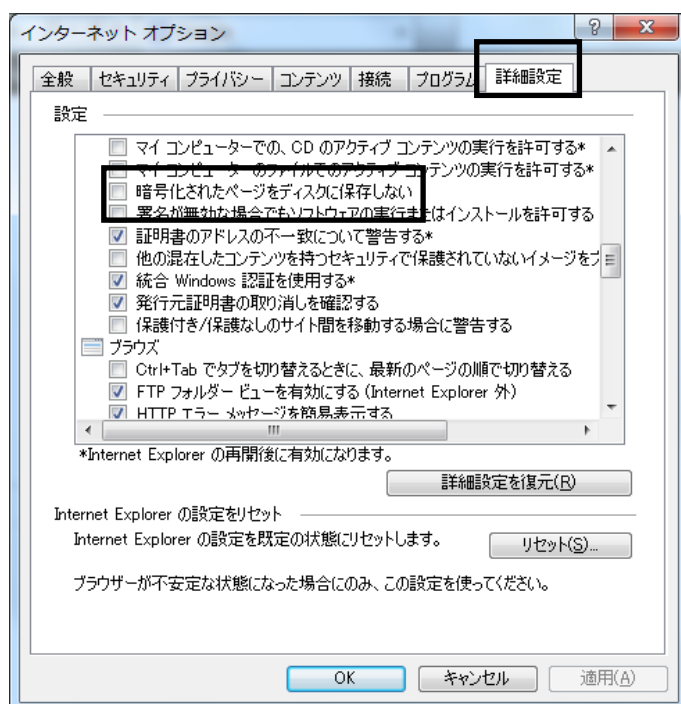 インターネット オプション
全般 セキュリティ プライバシー コンテンツ 接続 プログラム 詳細設定
設定
マイ コンピューターでの、CD のアクティブ コンテンツの実行を許可する*
マイ コンピューターのファイルでのアクティブ コンテンツの実行を許可する*
暗号化されたページをディスクに保存しない
署名が無効な場合でもソフトウェアの実行またはインストールを許可する
証明書のアドレスの不一致について警告する*
他の混在したコンテンツを持つセキュリティで保護されていないイメージを
統合 Windows 認証を使用する*
発行元証明書の取り消しを確認する
保護付き/保護なしのサイト間を移動する場合に警告する
ブラウズ
Ctrl+Tab でタブを切り替えるときに、最新のページの順で切り替える
FTP フォルダー ビューを有効にする (Internet Explorer 外)
HTTP エラー メッセージを簡易表示する
*Internet Explorer の再開後に有効になります。
詳細設定を復元(R)
Internet Explorer の設定をリセット
Internet Explorer の設定を既定の状態にリセットします。
リセット(S)...
ブラウザーが不安定な状態になった場合にのみ、この設定を使ってください。
OK キャンセル 適用(A)